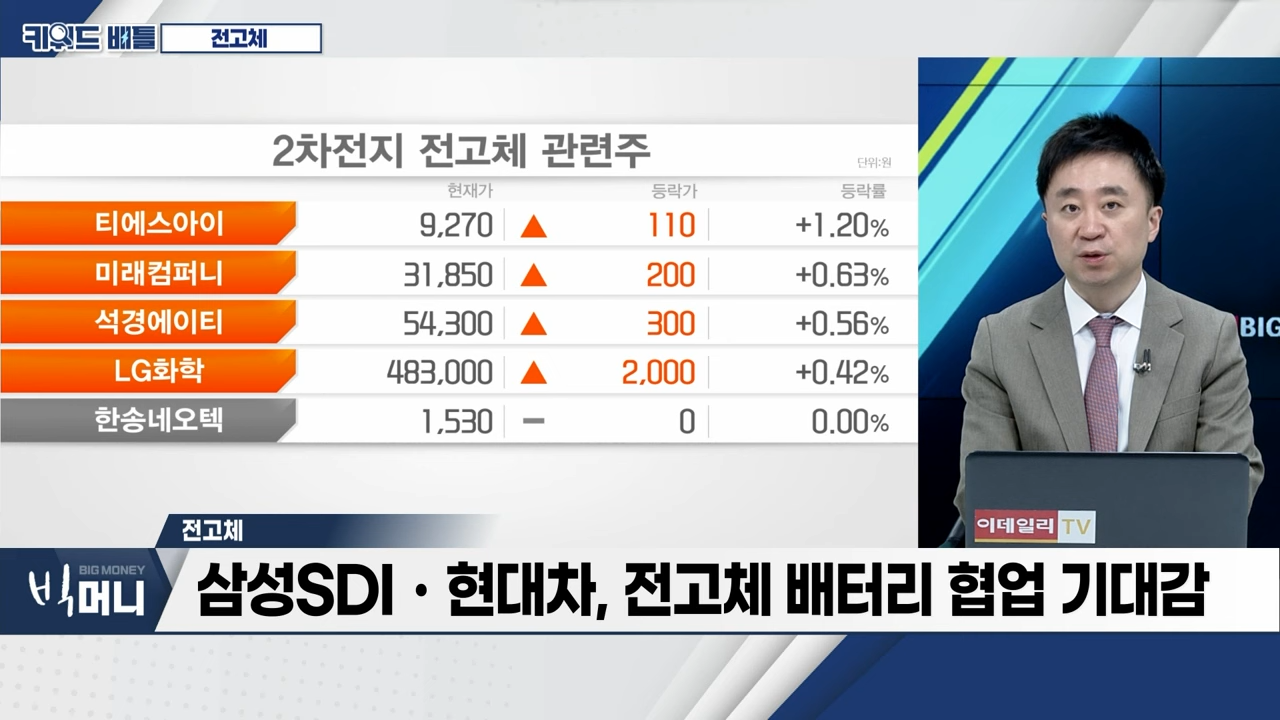 키워드 배틀 전고체
2차전지 전고체 관련주
단위:원
현재가 등락가 등락률
티에스아이 9,270 ▲ 110 +1.20%
미래컴퍼니 31,850 ▲ 200 +0.63%
석경에이티 54,300 ▲ 300 +0.56%
LG화학 483,000 ▲ 2,000 +0.42%
한송네오텍 1,530 – 0 0.00%
BIG
이데일리TV
전고체
BIG MONEY
빅머니
삼성SDI·현대차, 전고체 배터리 협업 기대감